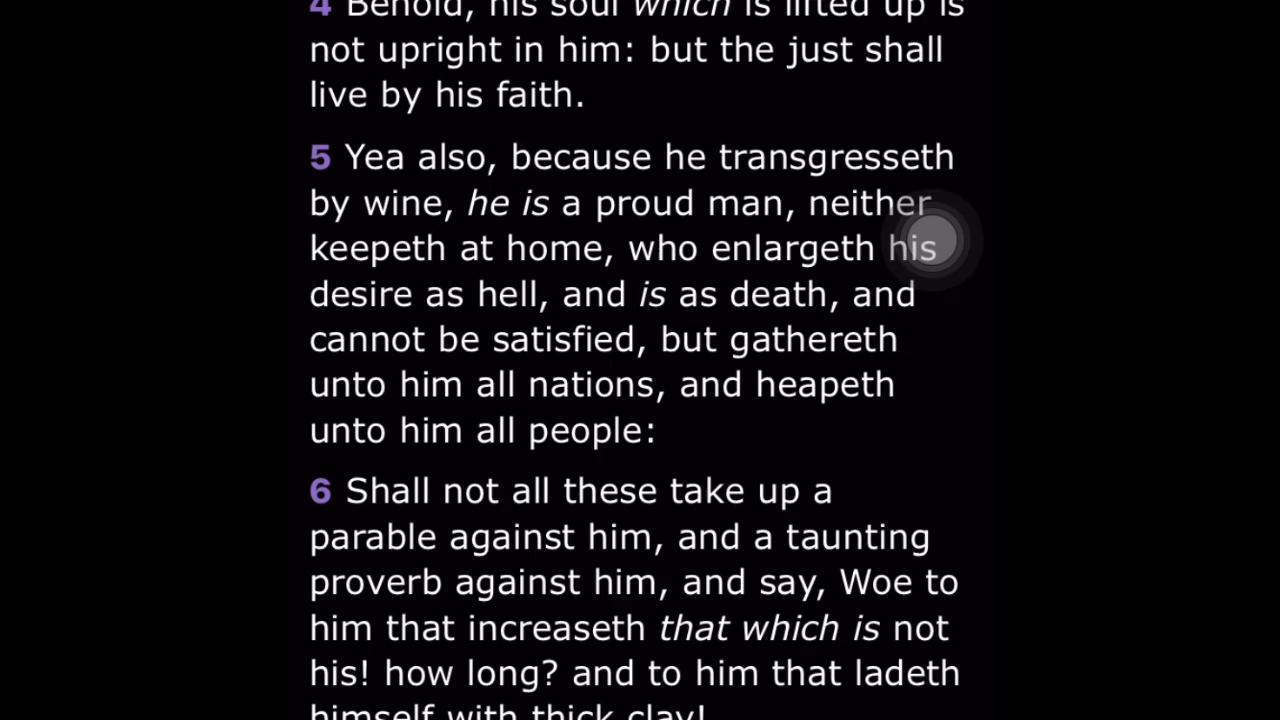 4 Behold, his soul which is lifted up is
not upright in him: but the just shall
live by his faith.
5 Yea also, because he transgresseth
by wine, he is a proud man, neither
keepeth at home, who enlargeth his
desire as hell, and is as death, and
cannot be satisfied, but gathereth
unto him all nations, and heapeth
unto him all people:
6 Shall not all these take up a
parable against him, and a taunting
proverb against him, and say, Woe to
him that increaseth that which is not
his! how long? and to him that ladeth
himself with thick clay!